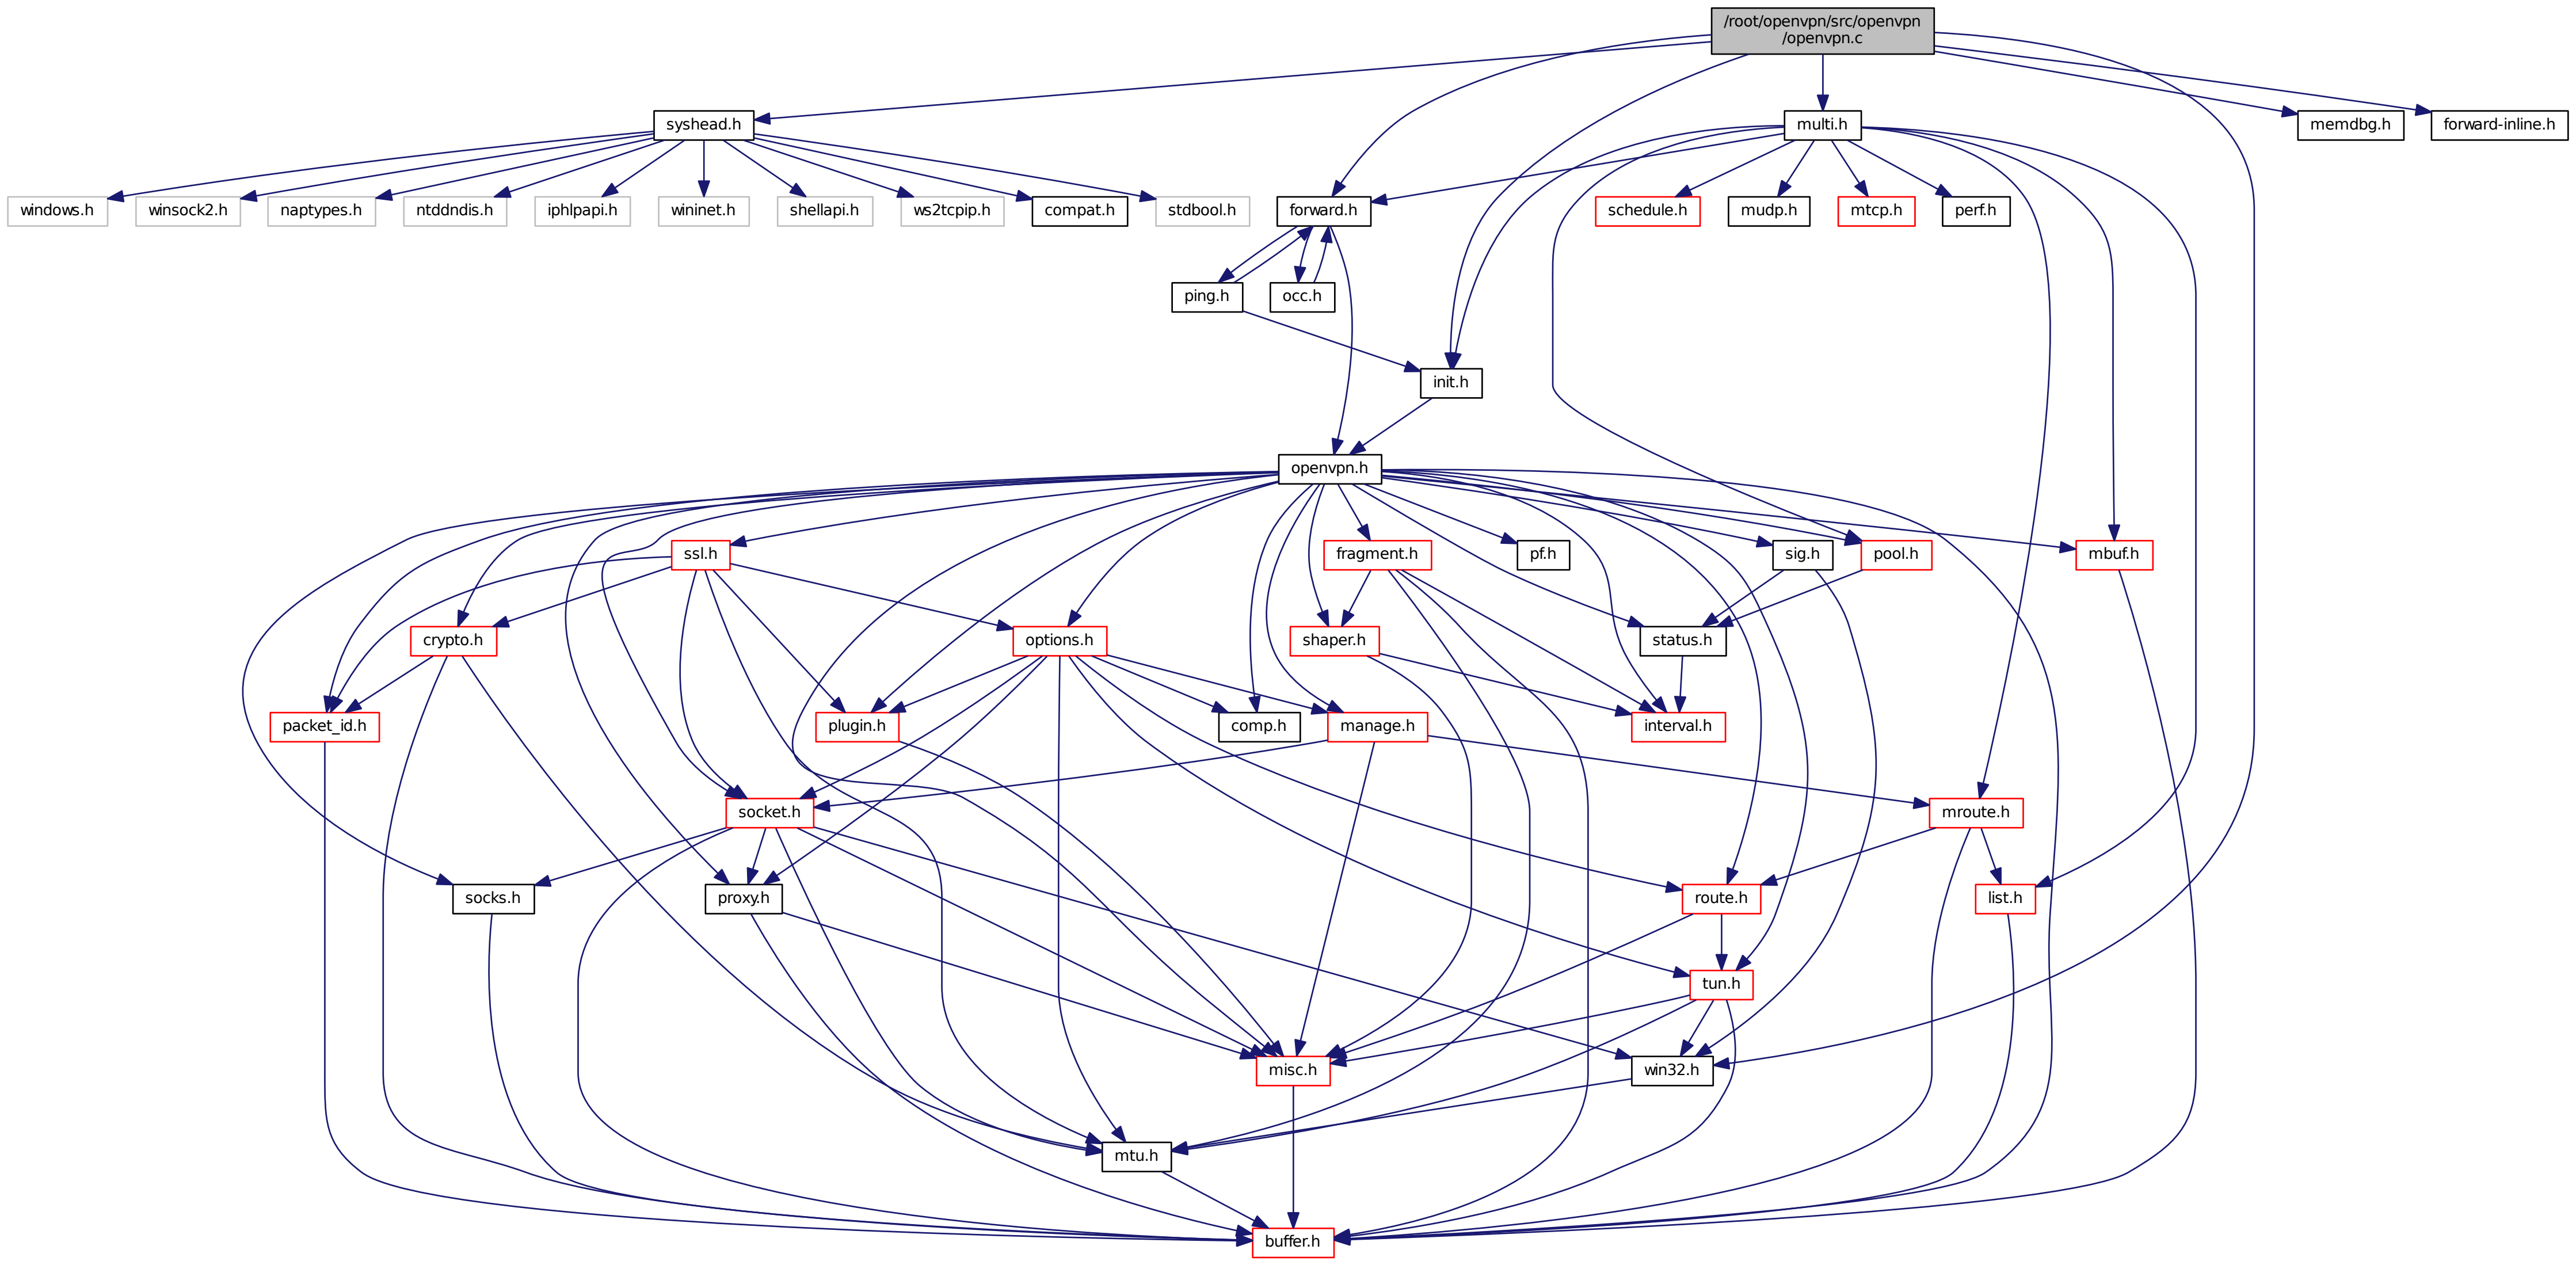 /root/openvpn/src/openvpn
/openvpn.c
syshead.h
multi.h
memdbg.h
forward-inline.h
windows.h
winsock2.h
naptypes.h
ntddndis.h
iphlpapi.h
wininet.h
shellapi.h
ws2tcpip.h
compat.h
stdbool.h
forward.h
schedule.h
mudp.h
mtcp.h
perf.h
ping.h
occ.h
init.h
openvpn.h
ssl.h
fragment.h
pf.h
sig.h
pool.h
mbuf.h
crypto.h
options.h
shaper.h
status.h
packet_id.h
plugin.h
comp.h
manage.h
interval.h
socket.h
mroute.h
socks.h
proxy.h
route.h
list.h
tun.h
misc.h
win32.h
mtu.h
buffer.h